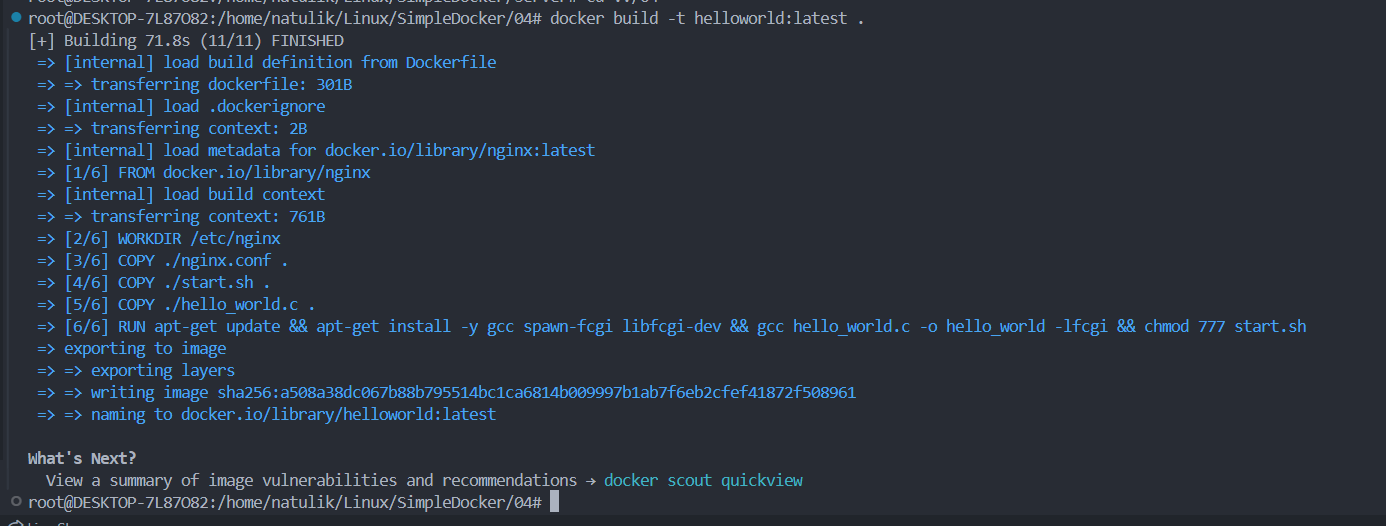 root@DESKTOP-7L87O82:/home/natulik/Linux/SimpleDocker/04# docker build -t helloworld:latest .
[+] Building 71.8s (11/11) FINISHED
=> [internal] load build definition from Dockerfile
=> => transferring dockerfile: 301B
=> [internal] load .dockerignore
=> => transferring context: 2B
=> [internal] load metadata for docker.io/library/nginx:latest
=> [1/6] FROM docker.io/library/nginx
=> [internal] load build context
=> => transferring context: 761B
=> [2/6] WORKDIR /etc/nginx
=> [3/6] COPY ./nginx.conf .
=> [4/6] COPY ./start.sh .
=> [5/6] COPY ./hello_world.c .
=> [6/6] RUN apt-get update && apt-get install -y gcc spawn-fcgi libfcgi-dev && gcc hello_world.c -o hello_world -lfcgi && chmod 777 start.sh
=> exporting to image
=> => exporting layers
=> => writing image sha256:a508a38dc067b88b795514bc1ca6814b009997b1ab7f6eb2cfef41872f508961
=> => naming to docker.io/library/helloworld:latest
What's Next?
View a summary of image vulnerabilities and recommendations → docker scout quickview
root@DESKTOP-7L87O82:/home/natulik/Linux/SimpleDocker/04#